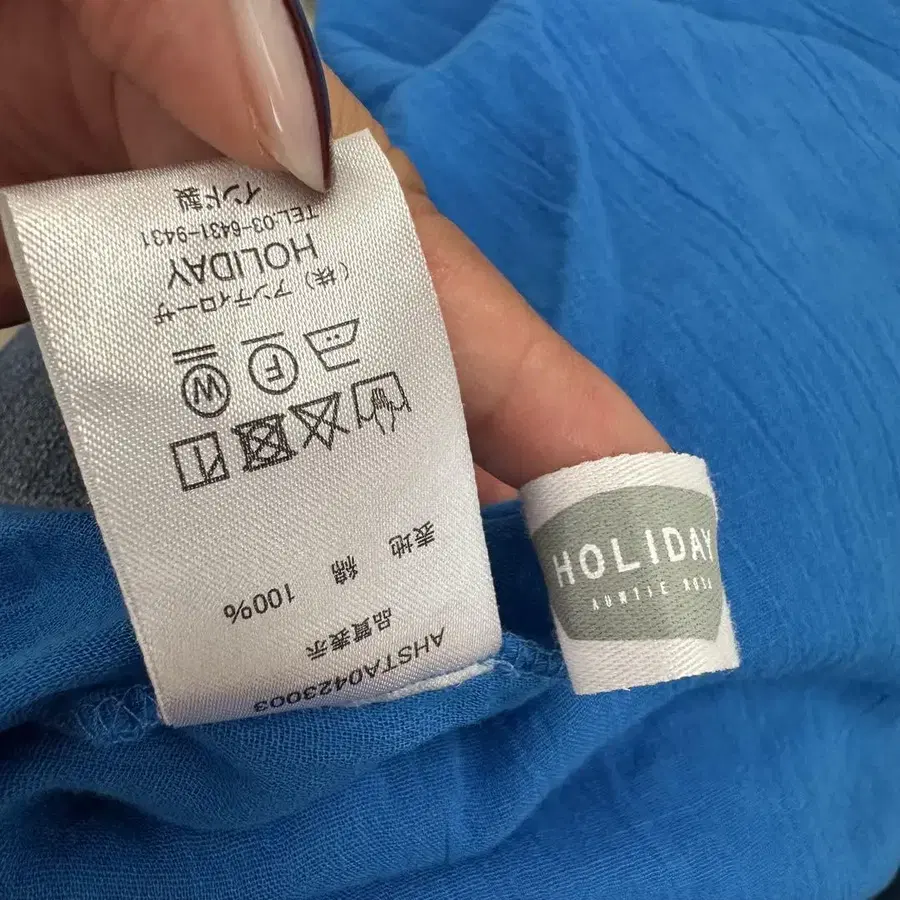 AHSTA0423003
品質表示
表地 綿 100%
W F
(株) アンティローザ
HOLIDAY
TEL:03-6431-9431
インド製
HOLIDAY
AUNTIE ROSA